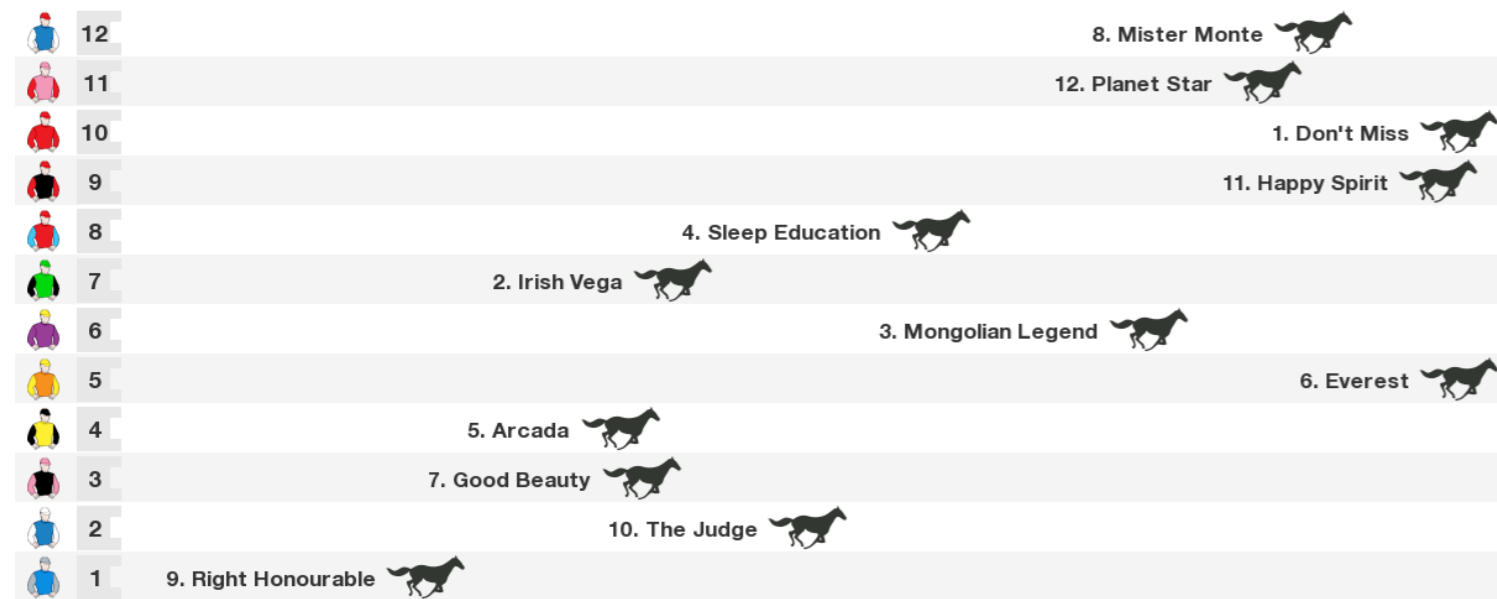 12 8. Mister Monte
11 12. Planet Star
10 1. Don't Miss
9 11. Happy Spirit
8 4. Sleep Education
7 2. Irish Vega
6 3. Mongolian Legend
5 6. Everest
4 5. Arcada
3 7. Good Beauty
2 10. The Judge
1 9. Right Honourable